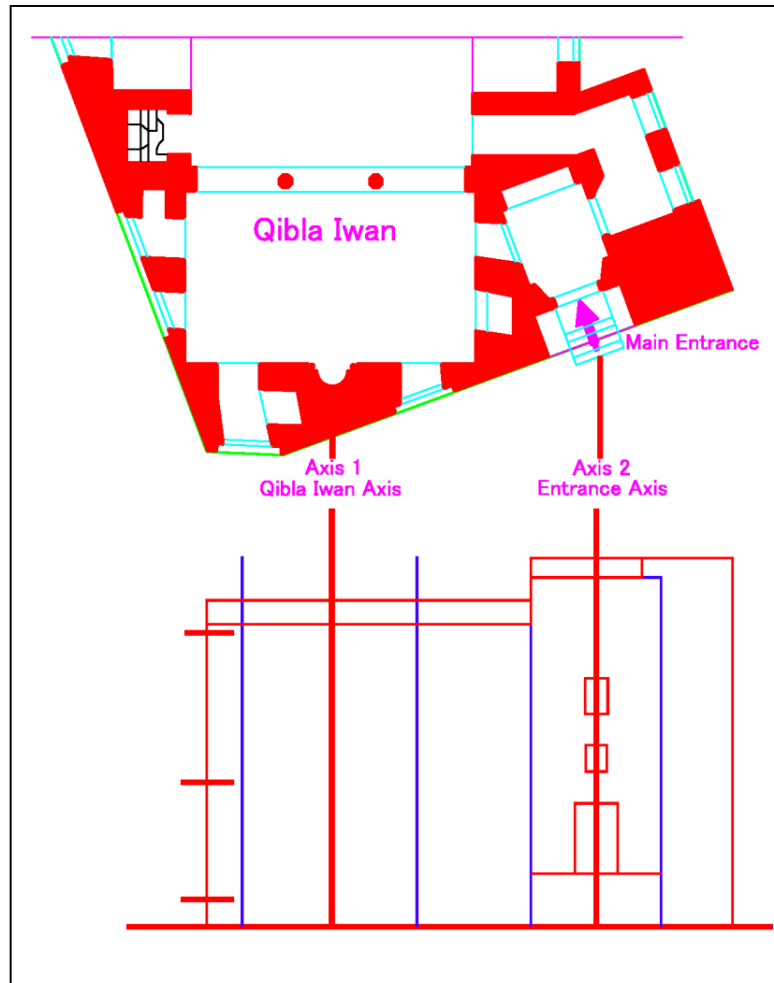 Qibla Iwan
Main Entrance
Axis 1
Qibla Iwan Axis
Axis 2
Entrance Axis